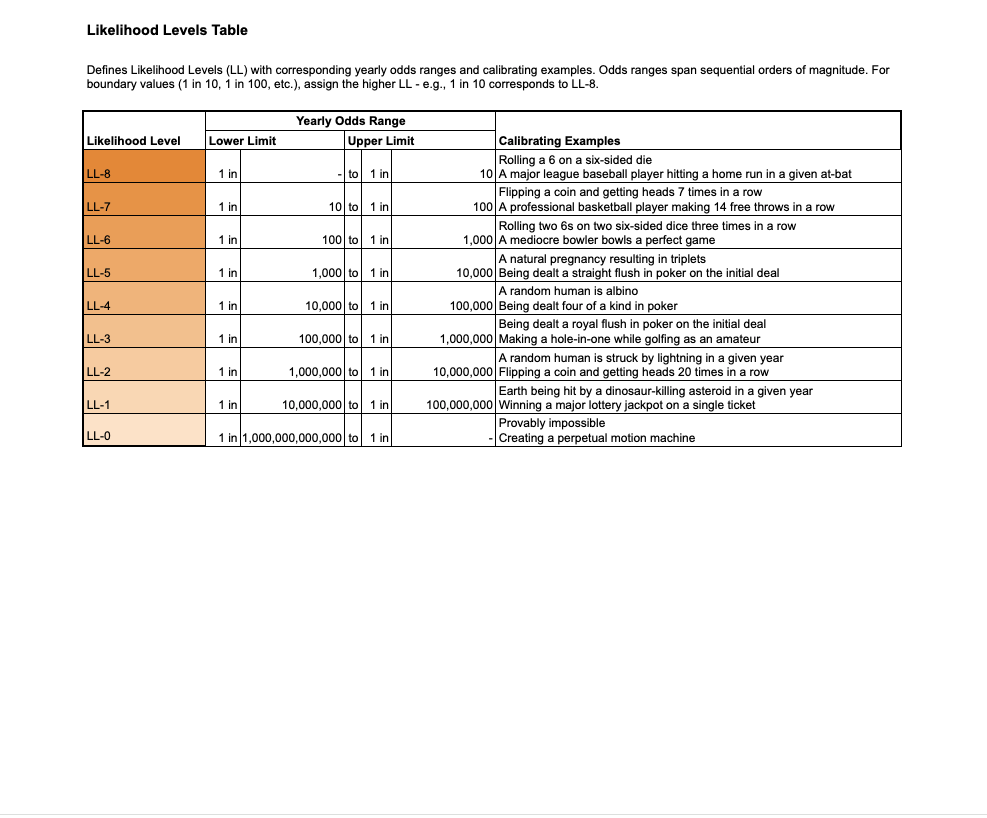 Likelihood Levels Table
Defines Likelihood Levels (LL) with corresponding yearly odds ranges and calibrating examples. Odds ranges span sequential orders of magnitude. For
boundary values (1 in 10, 1 in 100, etc.), assign the higher LL - e.g., 1 in 10 corresponds to LL-8.
Yearly Odds Range
Likelihood Level Lower Limit Upper Limit Calibrating Examples
Rolling a 6 on a six-sided die
LL-8 1 in - to 1 in 10 A major league baseball player hitting a home run in a given at-bat
Flipping a coin and getting heads 7 times in a row
LL-7 1 in 10 to 1 in 100 A professional basketball player making 14 free throws in a row
Rolling two 6s on two six-sided dice three times in a row
LL-6 1 in 100 to 1 in 1,000 A mediocre bowler bowls a perfect game
A natural pregnancy resulting in triplets
LL-5 1 in 1,000 to 1 in 10,000 Being dealt a straight flush in poker on the initial deal
A random human is albino
LL-4 1 in 10,000 to 1 in 100,000 Being dealt four of a kind in poker
Being dealt a royal flush in poker on the initial deal
LL-3 1 in 100,000 to 1 in 1,000,000 Making a hole-in-one while golfing as an amateur
A random human is struck by lightning in a given year
LL-2 1 in 1,000,000 to 1 in 10,000,000 Flipping a coin and getting heads 20 times in a row
Earth being hit by a dinosaur-killing asteroid in a given year
LL-1 1 in 10,000,000 to 1 in 100,000,000 Winning a major lottery jackpot on a single ticket
Provably impossible
LL-0 1 in 1,000,000,000,000 to 1 in - Creating a perpetual motion machine